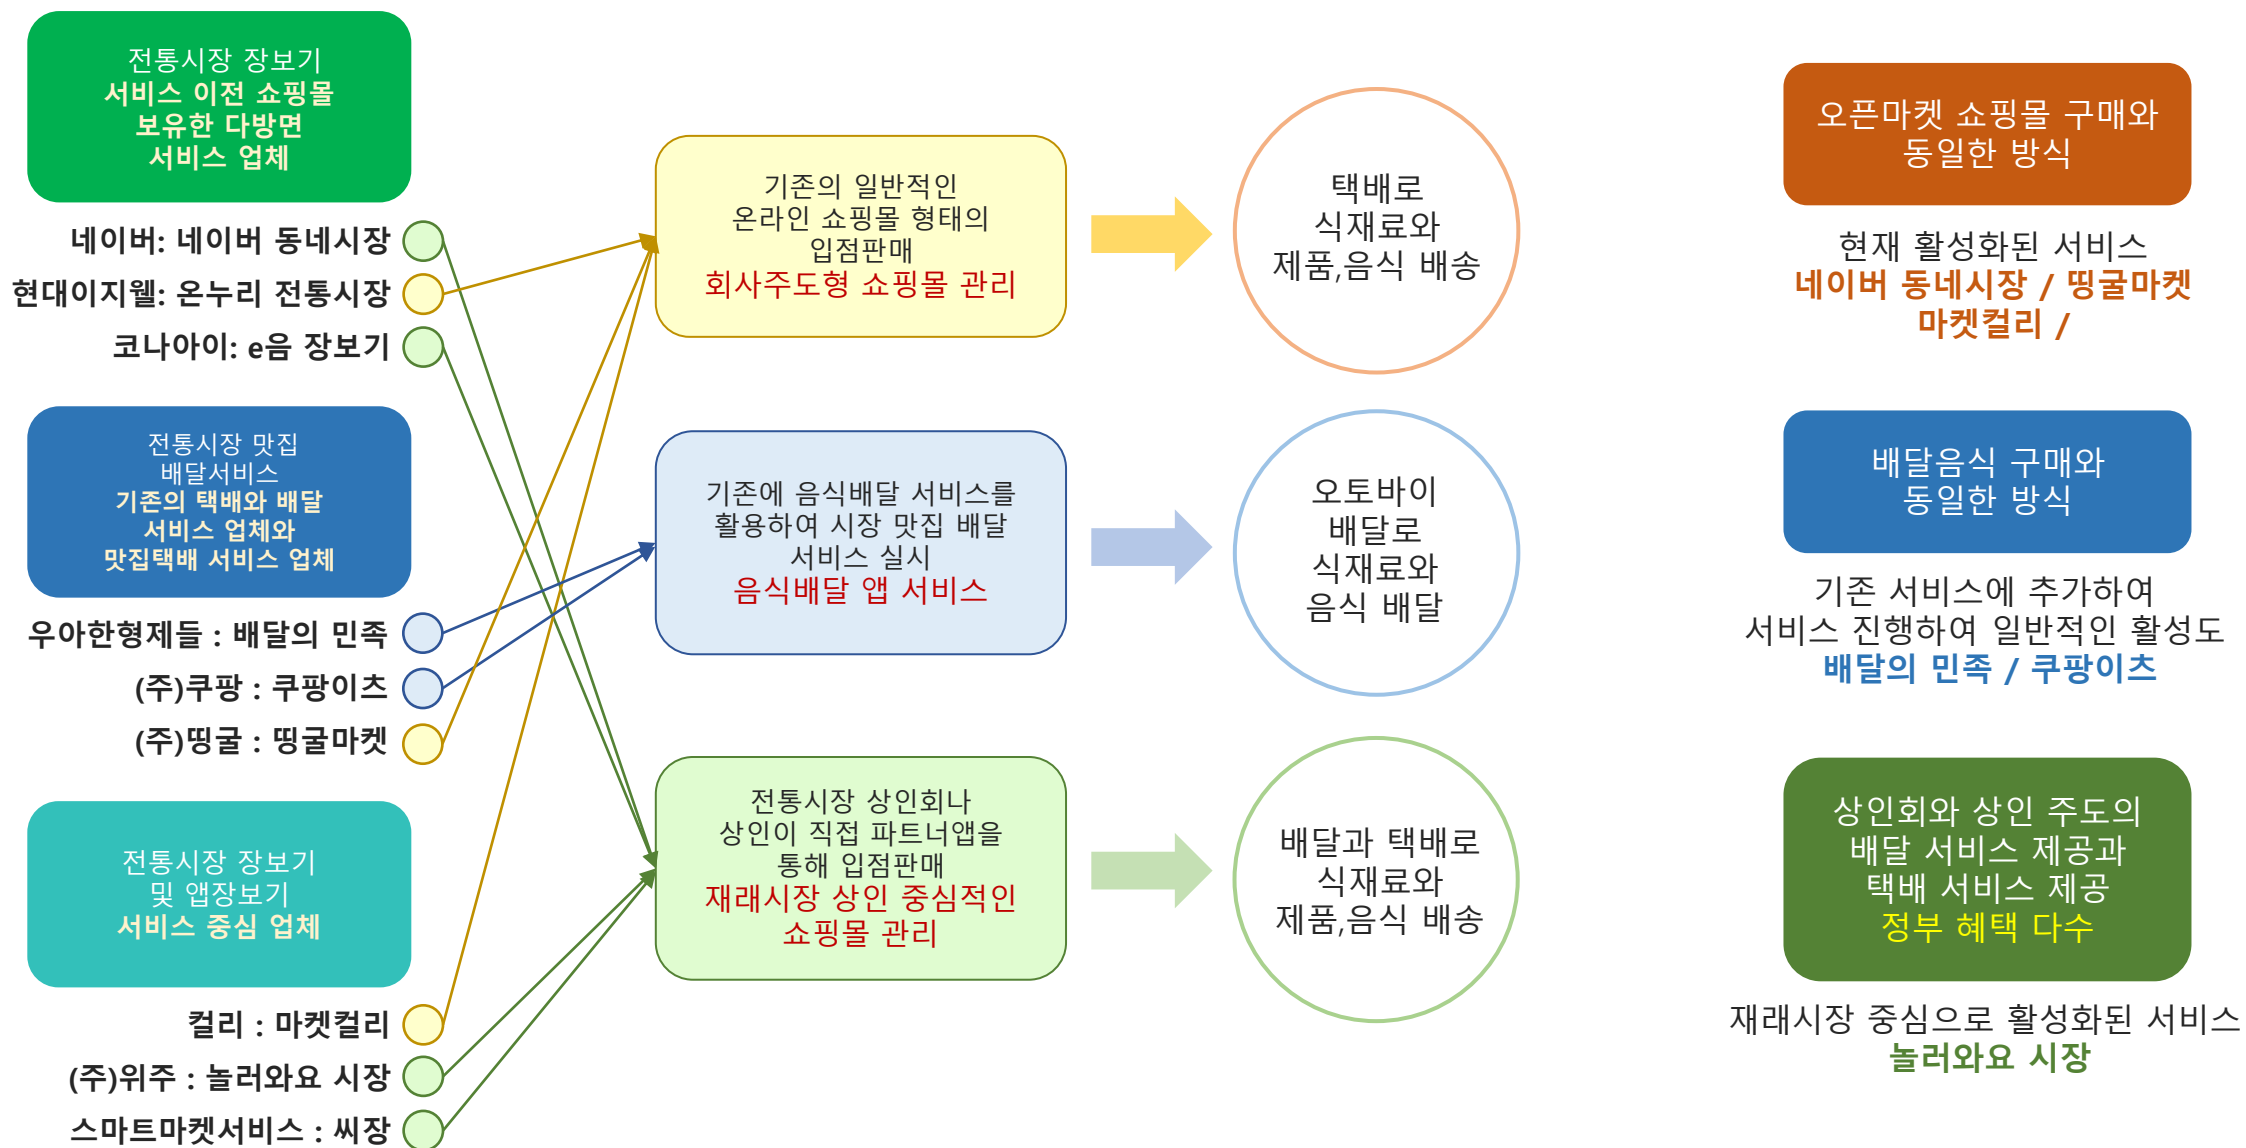 전통시장 장보기
서비스 이전 쇼핑몰
보유한 다방면
서비스 업체
네이버: 네이버 동네시장
현대이지웰: 온누리 전통시장
코나아이: e음 장보기
전통시장 맛집
배달서비스
기존의 택배와 배달
서비스 업체와
맛집택배 서비스 업체
우아한형제들 : 배달의 민족
(주)쿠팡 : 쿠팡이츠
(주)띵굴 : 띵굴마켓
전통시장 장보기
및 앱장보기
서비스 중심 업체
컬리 : 마켓컬리
(주)위주 : 놀러와요 시장
스마트마켓서비스 : 씨장
기존의 일반적인
온라인 쇼핑몰 형태의
입점판매
회사주도형 쇼핑몰 관리
기존에 음식배달 서비스를
활용하여 시장 맛집 배달
서비스 실시
음식배달 앱 서비스
전통시장 상인회나
상인이 직접 파트너앱을
통해 입점판매
재래시장 상인 중심적인
쇼핑몰 관리
택배로
식재료와
제품,음식 배송
오토바이
배달로
식재료와
음식 배달
배달과 택배로
식재료와
제품,음식 배송
오픈마켓 쇼핑몰 구매와
동일한 방식
현재 활성화된 서비스
네이버 동네시장 / 띵굴마켓
마켓컬리 /
배달음식 구매와
동일한 방식
기존 서비스에 추가하여
서비스 진행하여 일반적인 활성도
배달의 민족 / 쿠팡이츠
상인회와 상인 주도의
배달 서비스 제공과
택배 서비스 제공
정부 혜택 다수
재래시장 중심으로 활성화된 서비스
놀러와요 시장